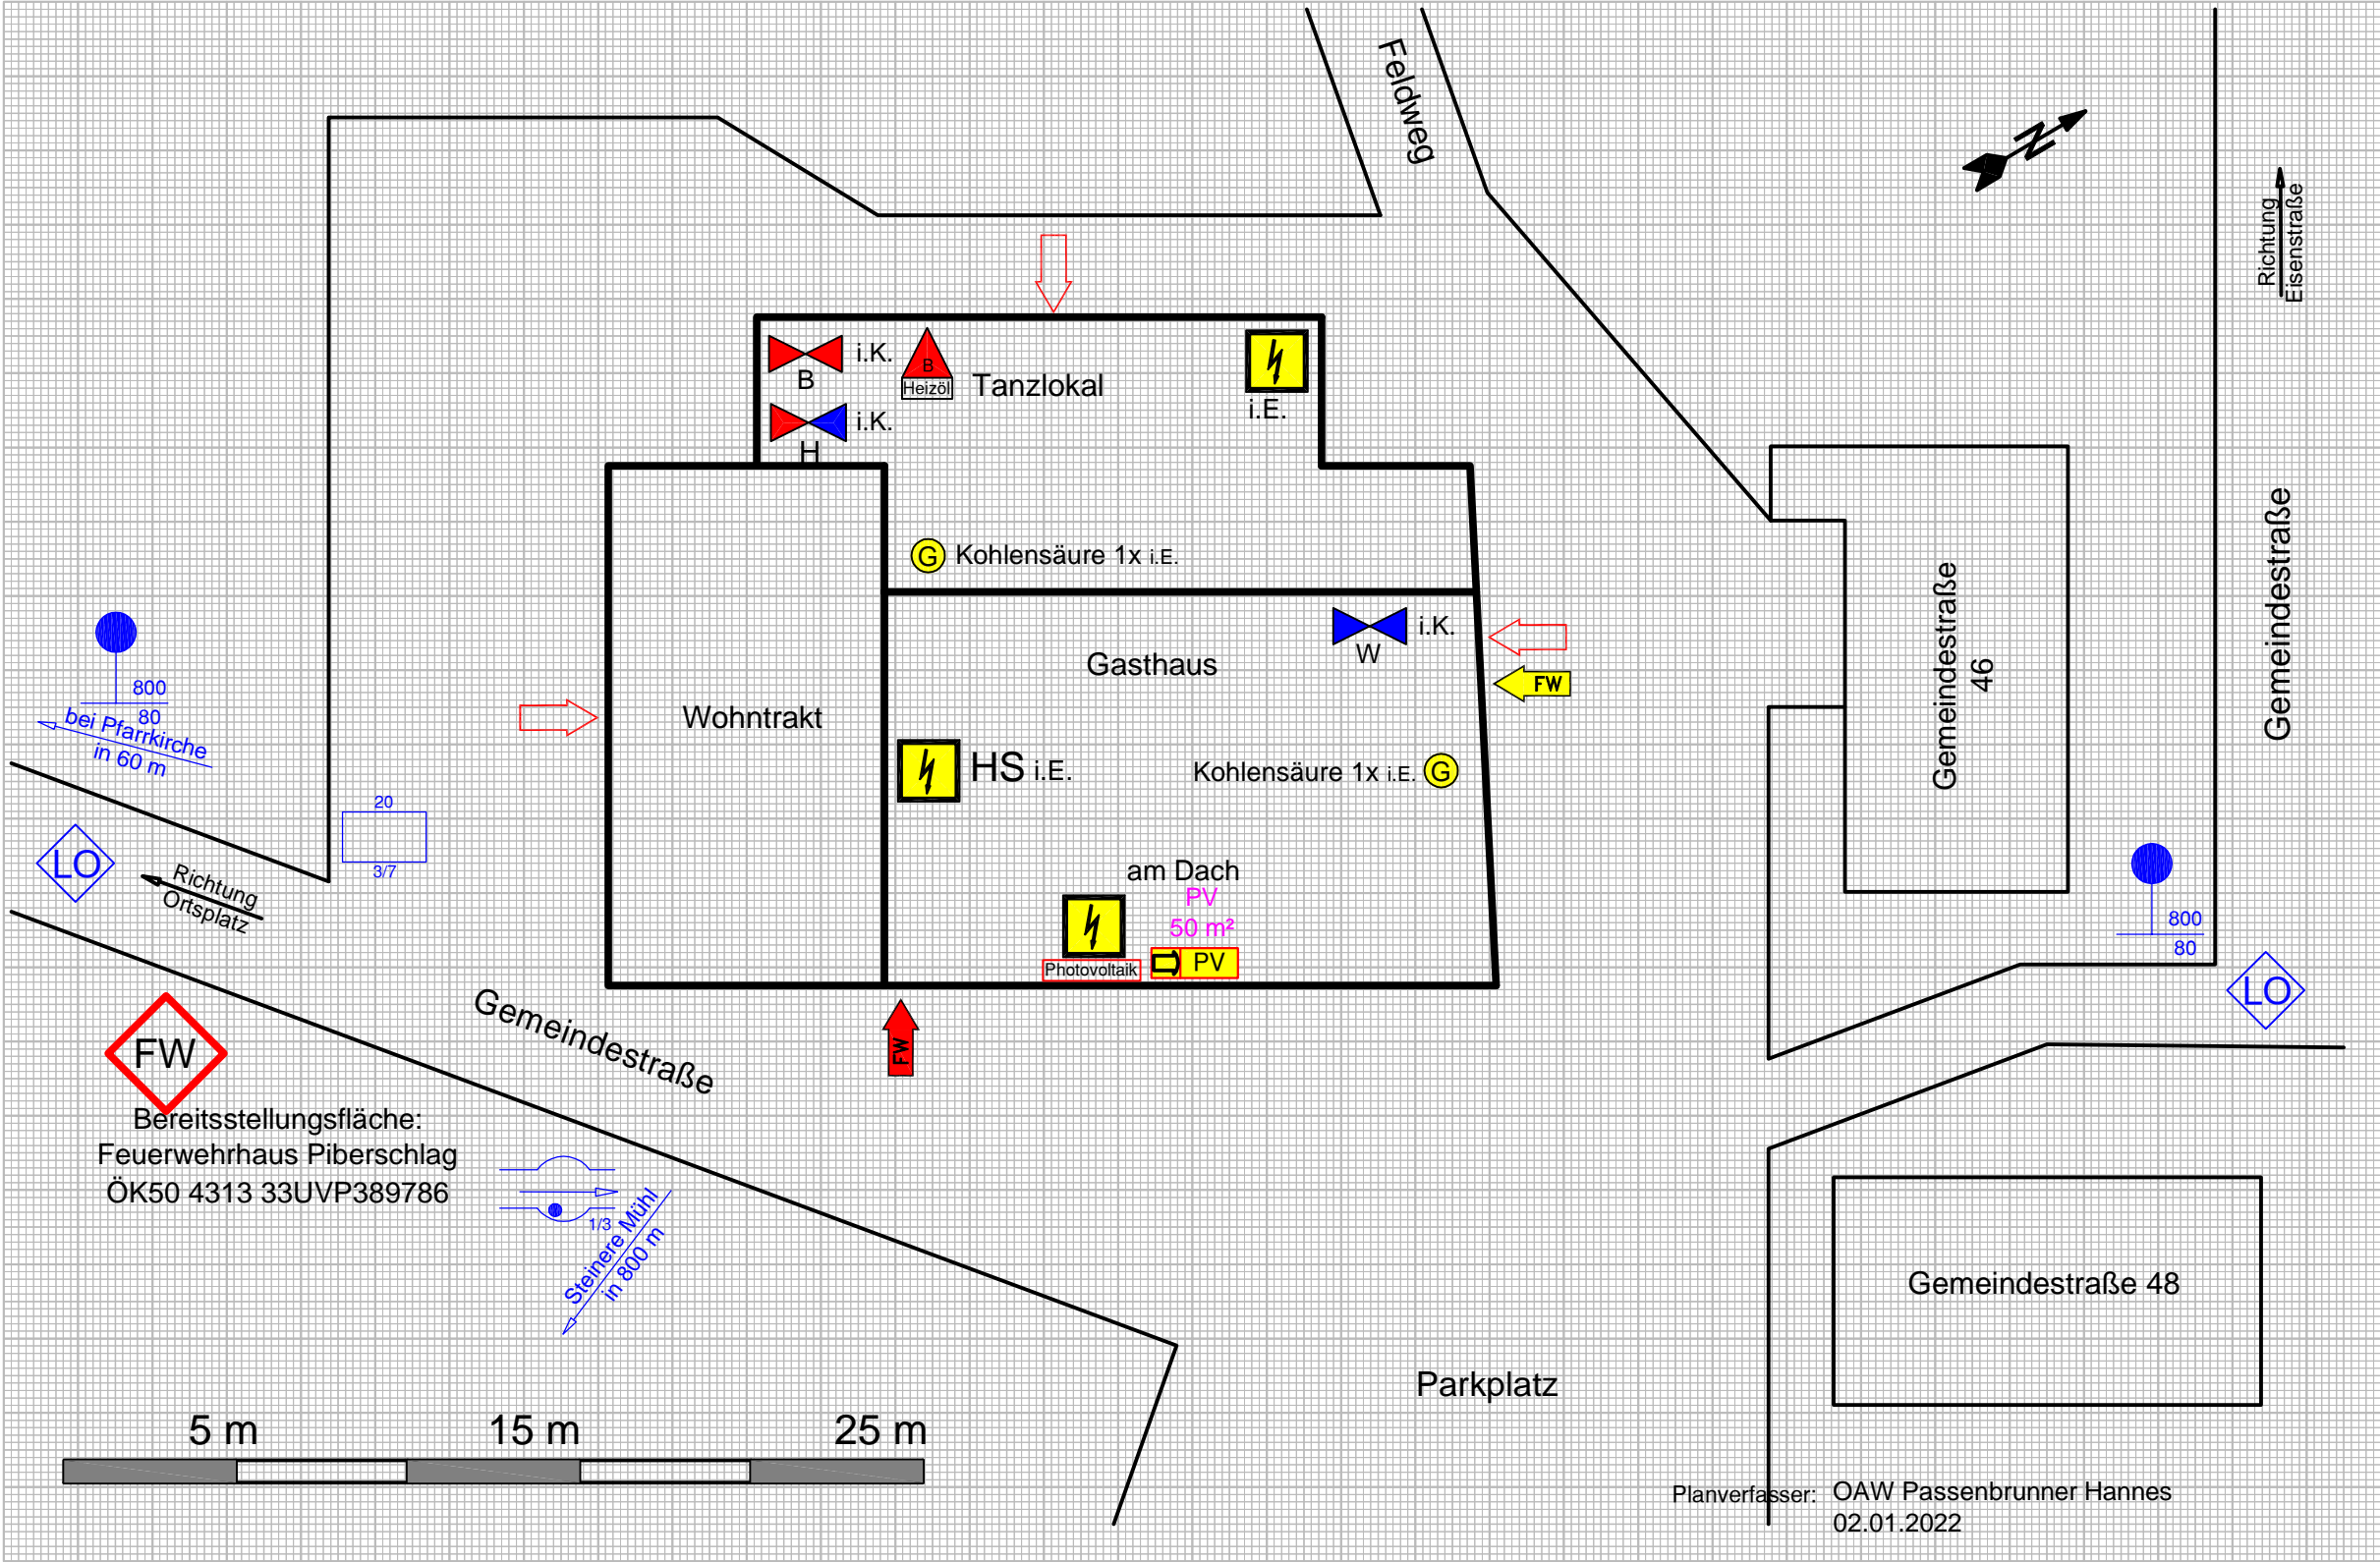 Feldweg
N
Richtung
Eisenstraße
B
i.K.
B
Heizöl
Tanzlokal
i.E.
H
i.K.
G
Kohlensäure 1x i.E.
W
i.K.
Gasthaus
FW
Wohntrakt
HS i.E.
Kohlensäure 1x i.E.
G
am Dach
PV
50 m²
Photovoltaik
PV
FW
Gemeindestraße
46
Gemeindestraße
800
80
bei Pfarrkirche
in 60 m
20
3/7
LO
Richtung
Ortsplatz
800
80
LO
Gemeindestraße
FW
Bereitsstellungsfläche:
Feuerwehrhaus Piberschlag
ÖK50 4313 33UVP389786
1/3
Steinere Mühl
in 800 m
Gemeindestraße 48
Parkplatz
5 m
15 m
25 m
Planverfasser: OAW Passenbrunner Hannes
02.01.2022